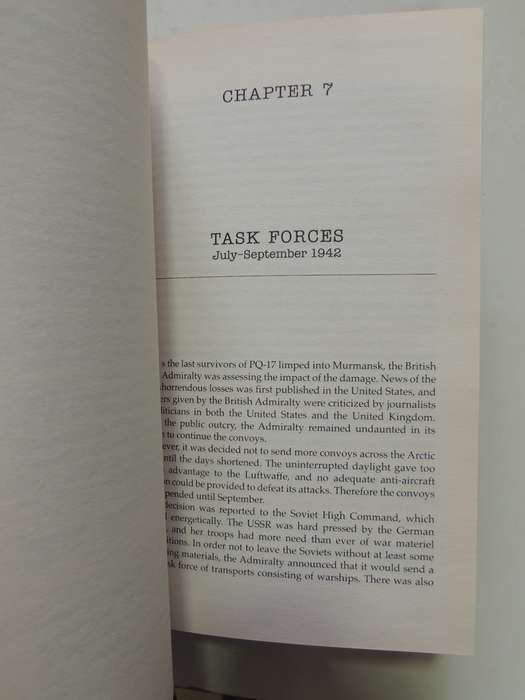 CHAPTER 7
TASK FORCES
July–September 1942
the last survivors of PQ-17 limped into Murmansk, the British
Admiralty was assessing the impact of the damage. News of the
horrendous losses was first published in the United States, and
given by the British Admiralty were criticized by journalists
in both the United States and the United Kingdom.
the public outcry, the Admiralty remained undaunted in its
to continue the convoys.
it was decided not to send more convoys across the Arctic
the days shortened. The uninterrupted daylight gave too
advantage to the Luftwaffe, and no adequate anti-aircraft
could be provided to defeat its attacks. Therefore the convoys
until September.
decision was reported to the Soviet High Command, which
energetically. The USSR was hard pressed by the German
and her troops had more need than ever of war materiel
In order not to leave the Soviets without at least some
materials, the Admiralty announced that it would send a
force of transports consisting of warships. There was also